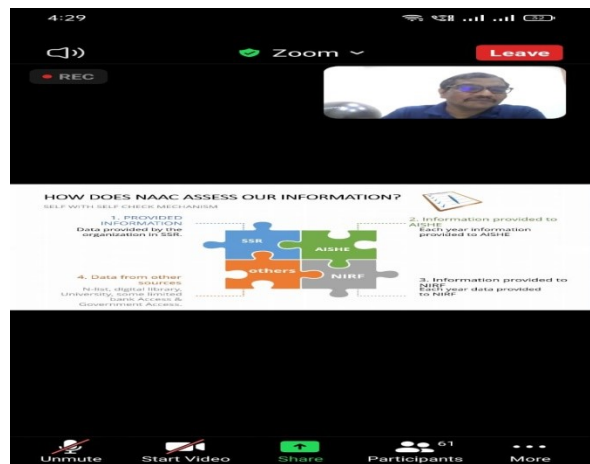 4:29
52
Zoom
Leave
REC
HOW DOES NAAC ASSESS OUR INFORMATION?
SELF WITH SELF CHECK MECHANISM
1. PROVIDED
INFORMATION
Data provided by the
organization in SSR.
2. Information provided to
AISHE
Each year information
provided to AISHE
SSR
AISHE
others
NIRF
4. Data from other
sources
N-list, digital library,
University, some limited
bank Access &
Government Access.
3. Information provided to
NIRF
Each year data provided
to NIRF
61
Unmute
Start Video
Share
Participants
More